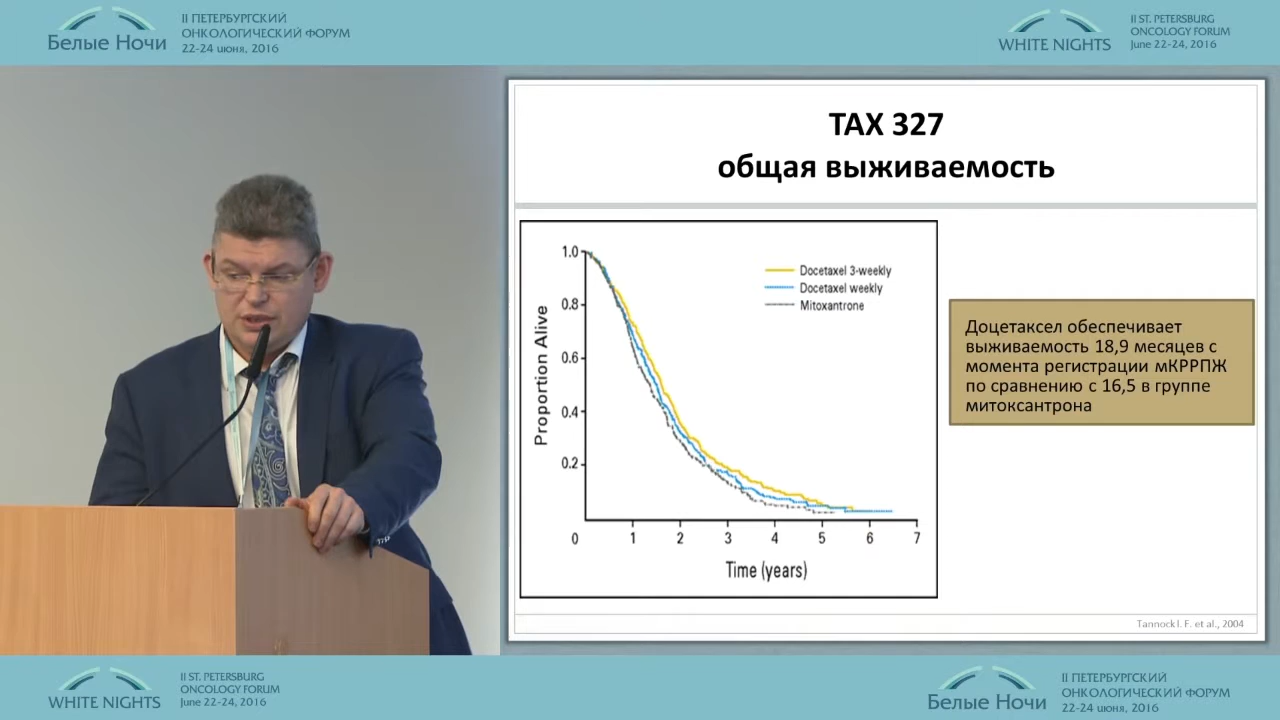 Белые Ночи
II ПЕТЕРБУРГСКИЙ
ОНКОЛОГИЧЕСКИЙ ФОРУМ
22-24 июня, 2016
WHITE NIGHTS
II ST. PETERSBURG
ONCOLOGY FORUM
June 22-24, 2016
TAX 327
общая выживаемость
1.0
0.8
0.6
0.4
0.2
Proportion Alive
Docetaxel 3-weekly
Docetaxel weekly
Mitoxantrone
0 1 2 3 4 5 6 7
Time (years)
Доцетаксел обеспечивает
выживаемость 18,9 месяцев с
момента регистрации мКРРПЖ
по сравнению с 16,5 в группе
митоксантрона
Tannock I. F. et al., 2004
WHITE NIGHTS
II ST. PETERSBURG
ONCOLOGY FORUM
June 22-24, 2016
Белые Ночи
II ПЕТЕРБУРГСКИЙ
ОНКОЛОГИЧЕСКИЙ ФОРУМ
22-24 июня, 2016